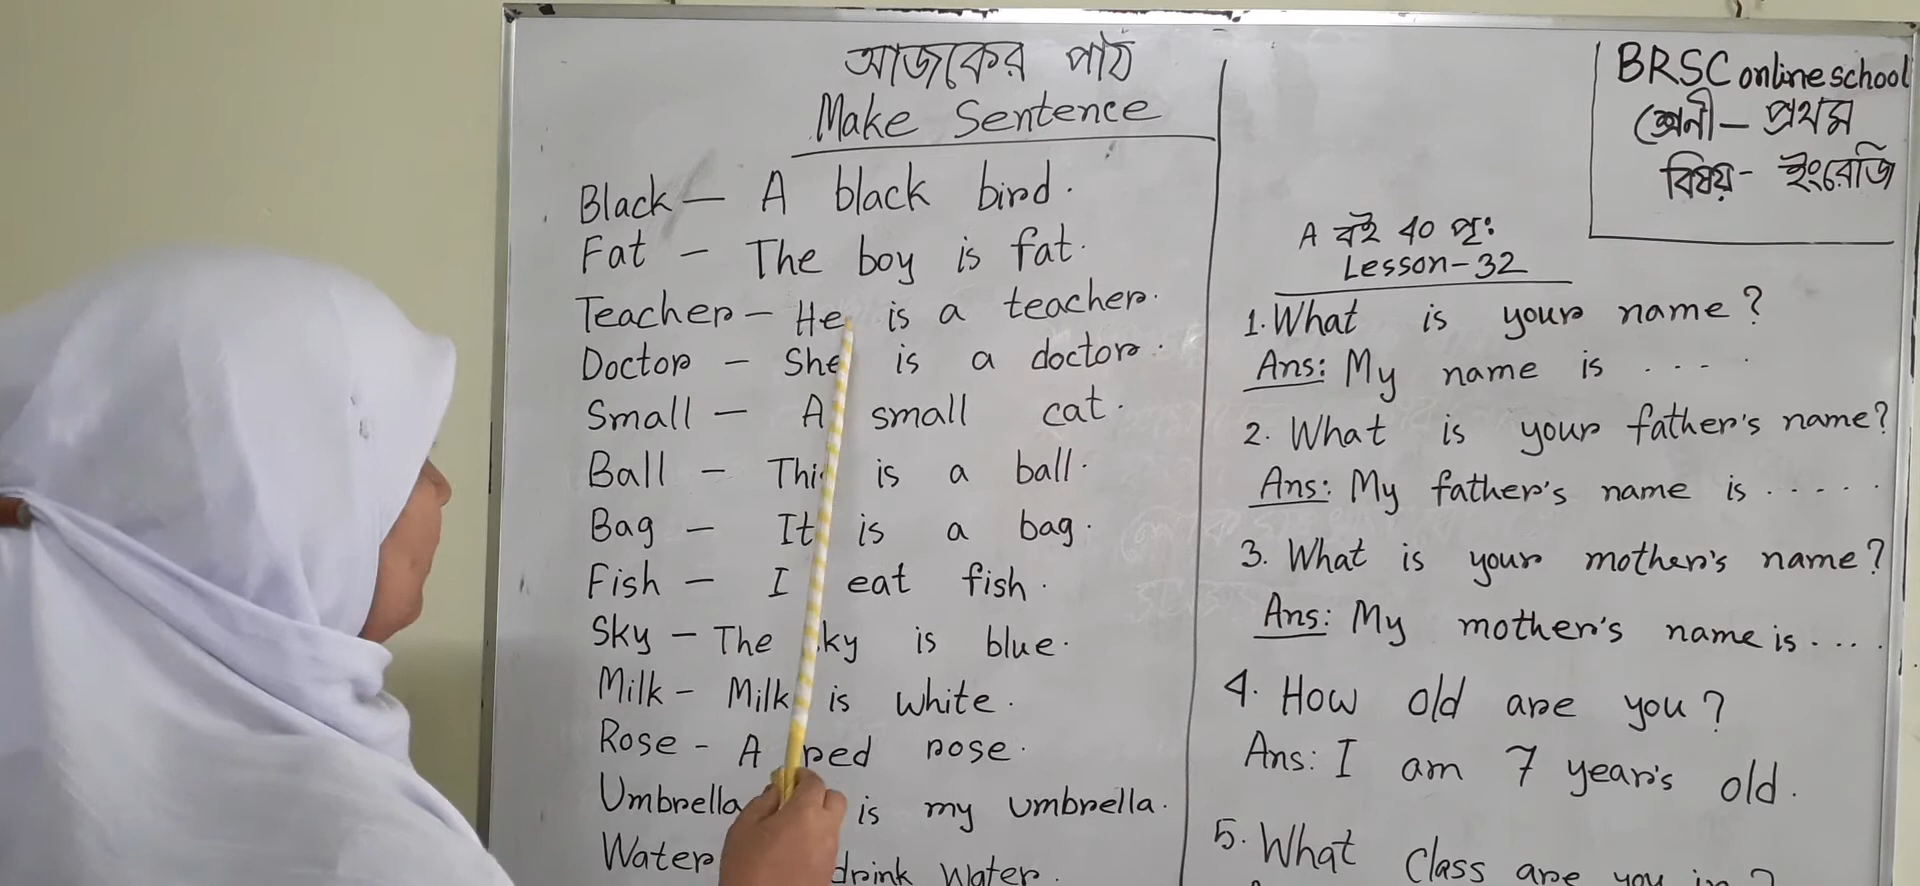 আজকের পাঠ
Make Sentence
Black – A black bird.
Fat – The boy is fat.
Teacher – He is a teacher.
Doctor – She is a doctor.
Small – A small cat.
Ball – This is a ball.
Bag – It is a bag.
Fish – I eat fish.
Sky – The sky is blue.
Milk – Milk is white.
Rose – A red rose.
Umbrella is my umbrella.
Water drink Water.
BRSC online school
শ্রেনী – প্রথম
বিষয় - ইংরেজি
A বই 40 পৃঃ
Lesson-32
1. What is your name?
Ans: My name is .....
2. What is your father's name?
Ans: My father's name is .....
3. What is your mother's name?
Ans: My mother's name is ....
4. How old are you?
Ans: I am 7 years old.
5. What Class are you in?